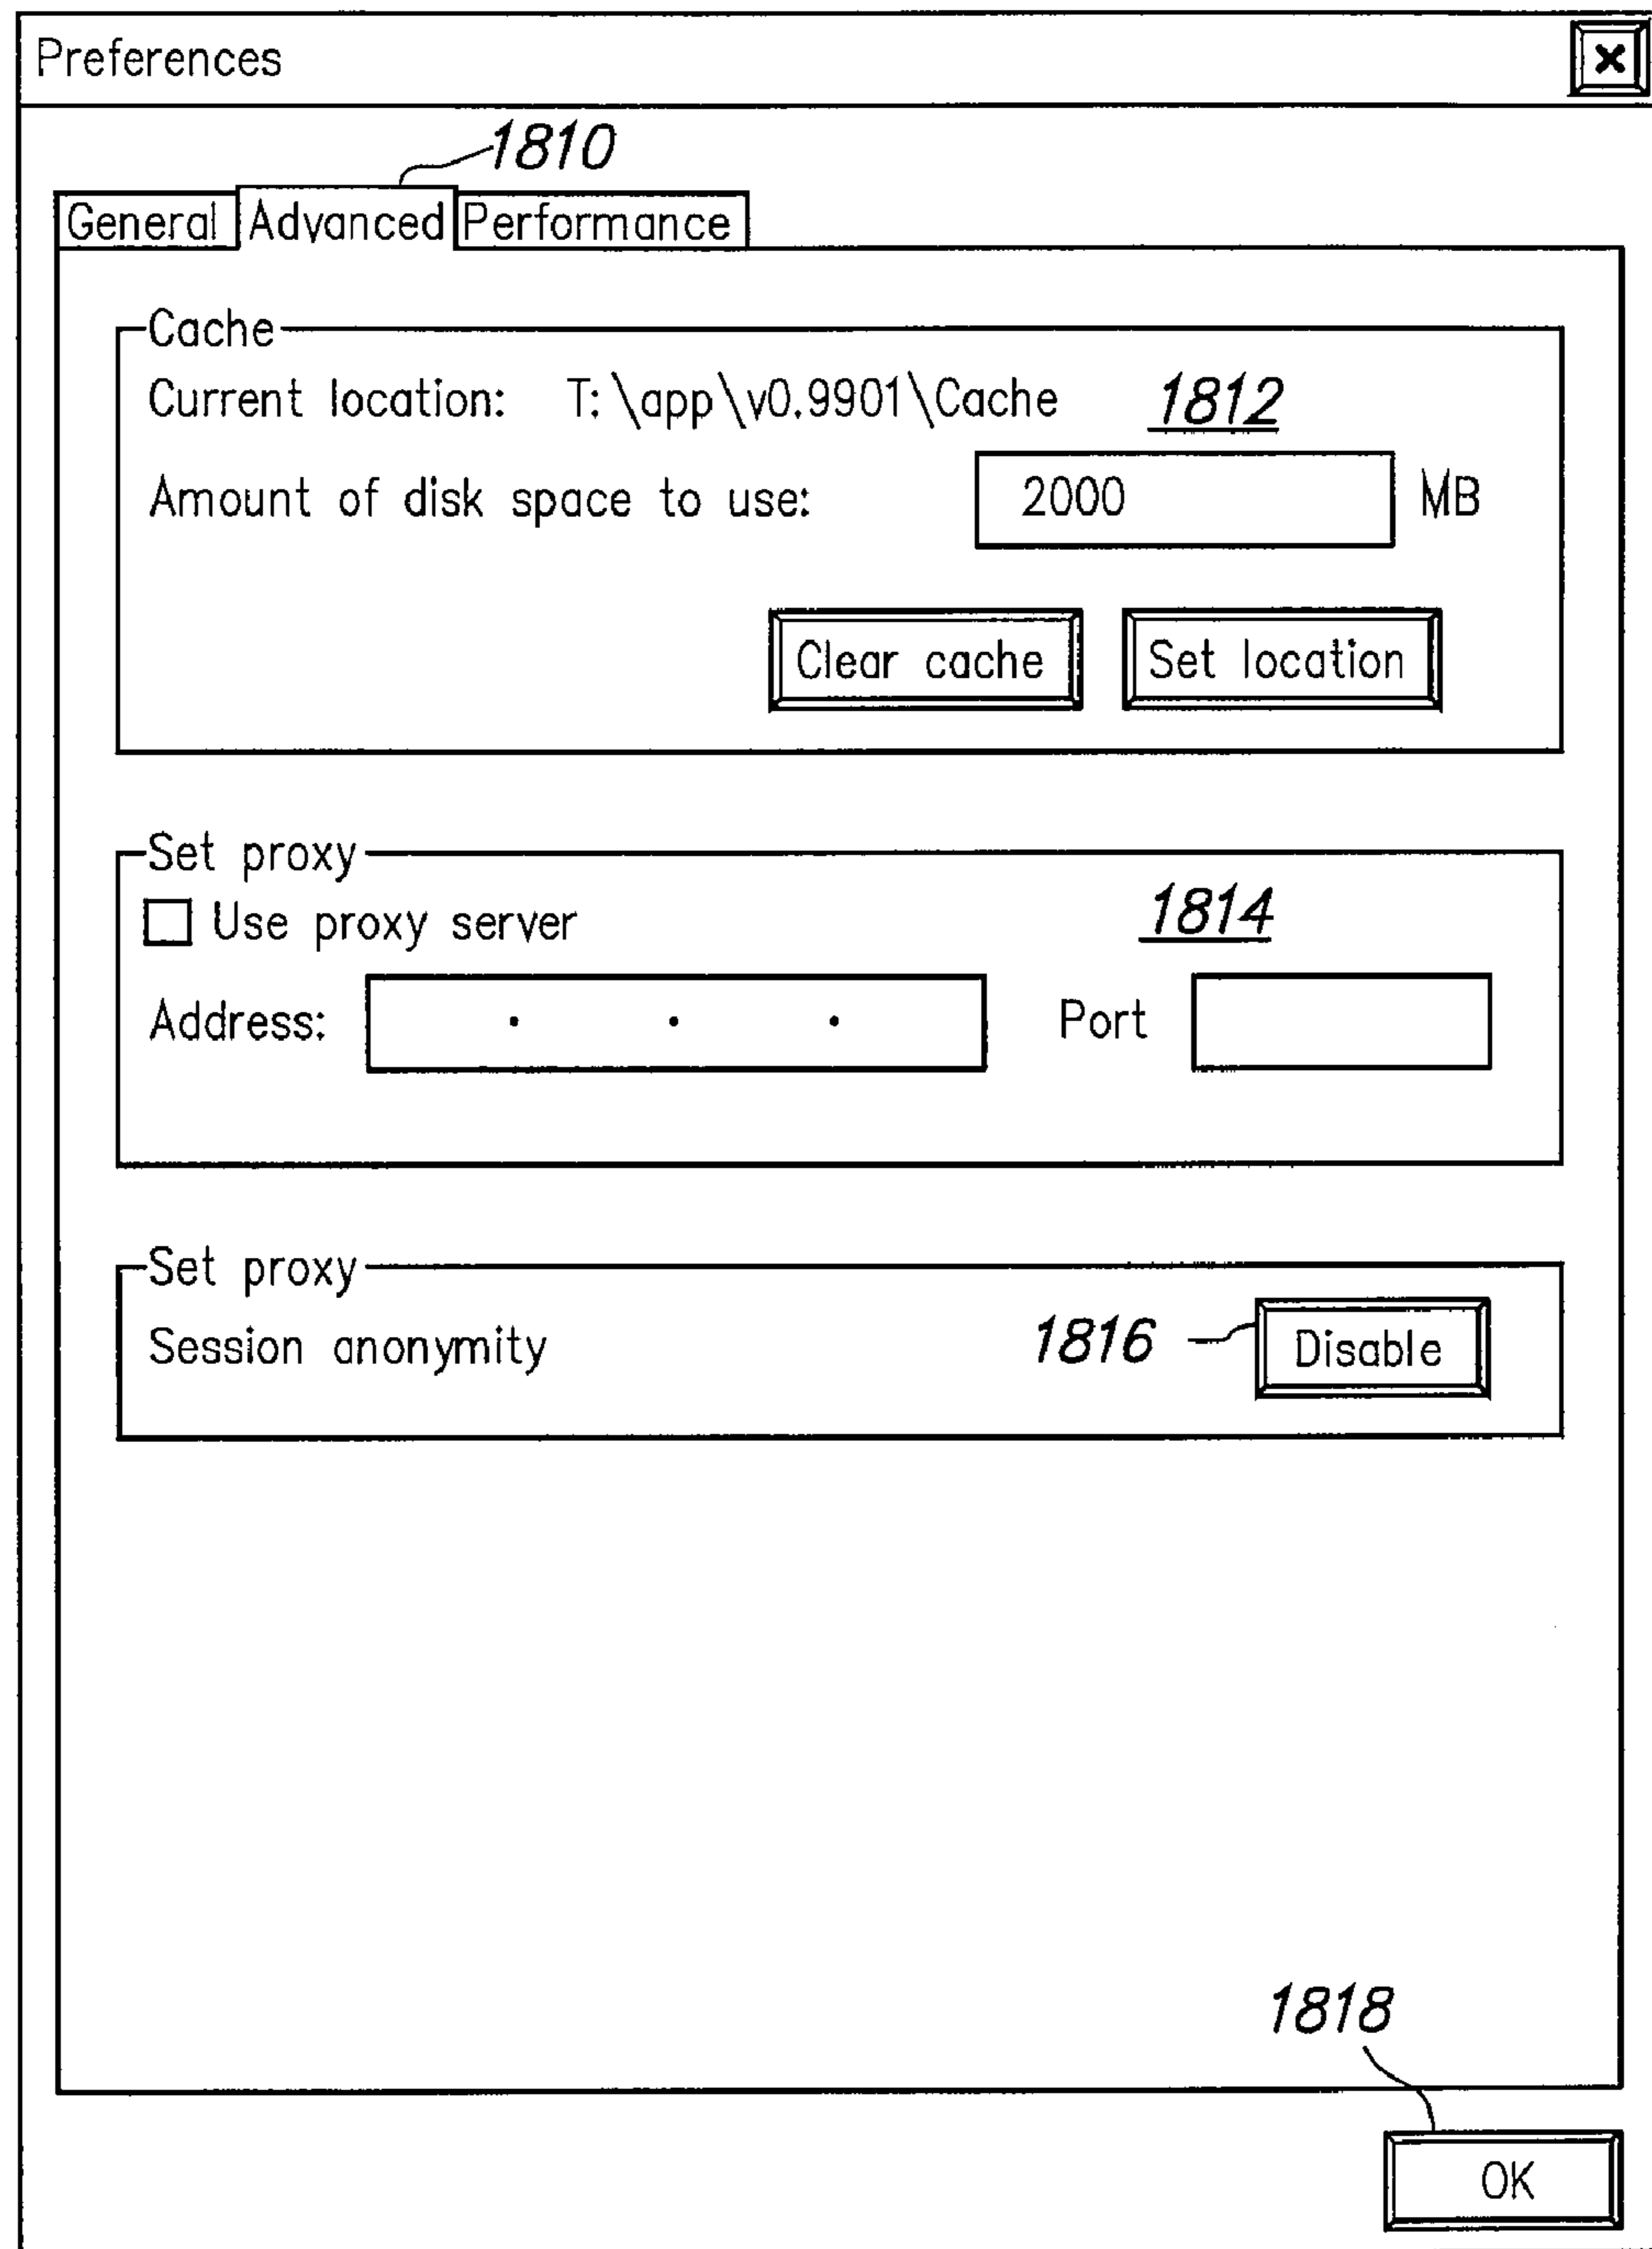 Preferences
1810
General Advanced Performance
Cache
Current location: T:\app\v0.9901\Cache 1812
Amount of disk space to use: 2000 MB
Clear cache Set location
Set proxy
Use proxy server 1814
Address: . . . Port
Set proxy
Session anonymity 1816 Disable
1818
OK